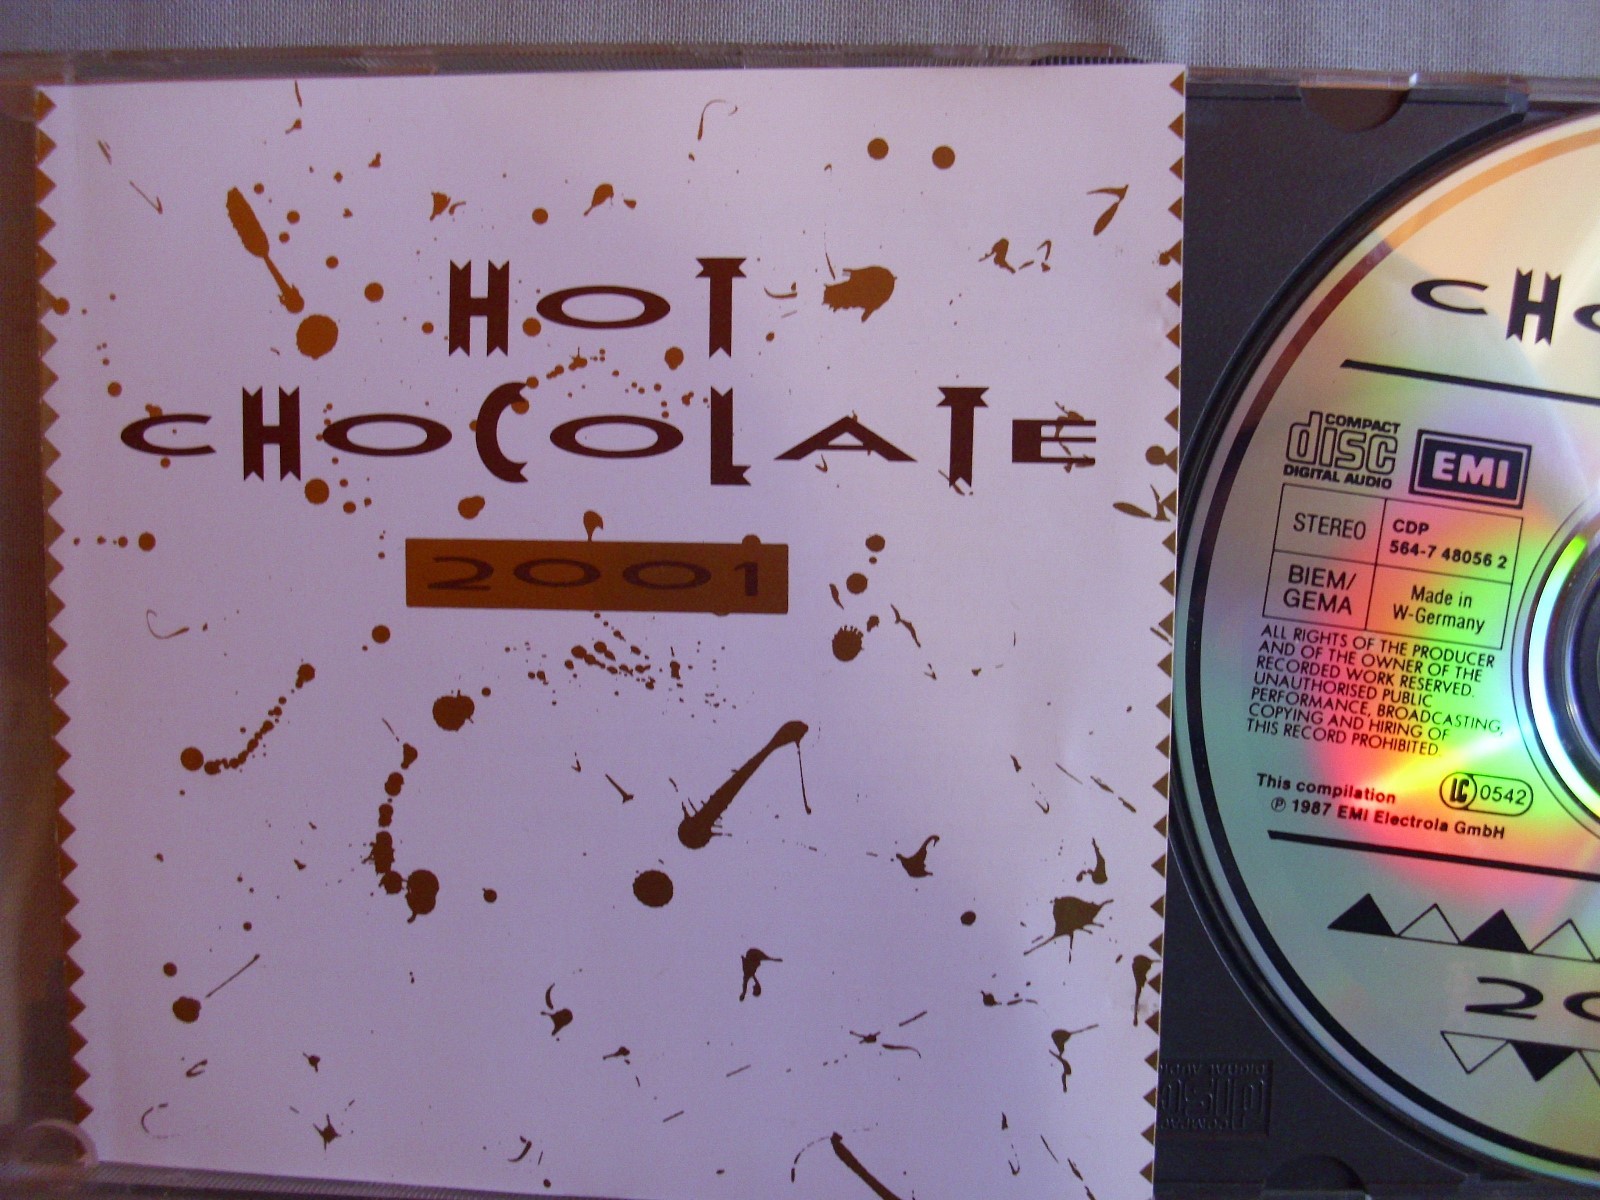 HOT
CHOCOLATE
2001
CHO
COMPACT
disc
DIGITAL AUDIO
EMI
STEREO
CDP
564-7 48056 2
BIEM/
GEMA
Made in
W-Germany
ALL RIGHTS OF THE PRODUCER
AND OF THE OWNER OF THE
RECORDED WORK RESERVED.
UNAUTHORISED PUBLIC
PERFORMANCE, BROADCASTING,
COPYING AND HIRING OF
THIS RECORD PROHIBITED
This compilation
℗ 1987 EMI Electrola GmbH
LC 0542
20